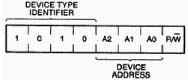 DEVICE TYPE
IDENTIFIER
1 0 1 0 A2 A1 A0 R/W̅
DEVICE
ADDRESS